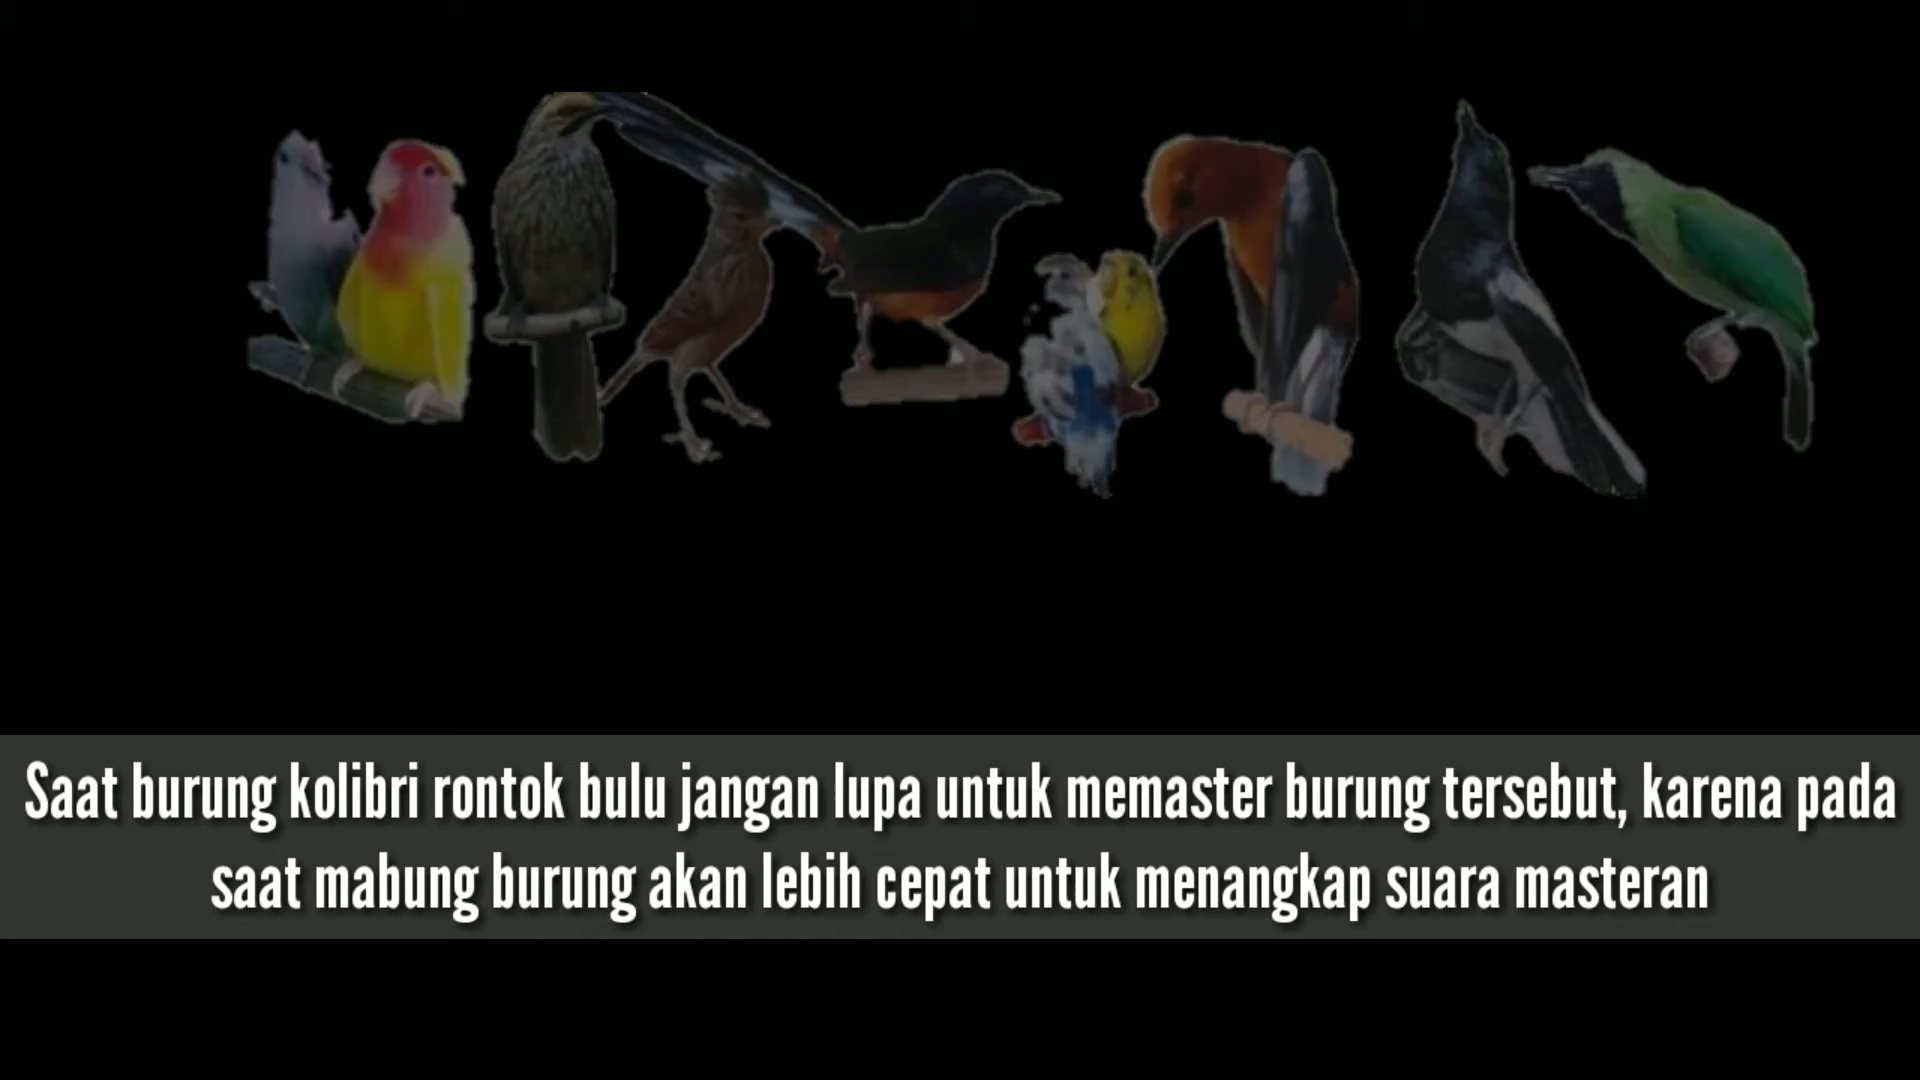 Saat burung kolibri rontok bulu jangan lupa untuk memaster burung tersebut, karena pada
saat mabung burung akan lebih cepat untuk menangkap suara masteran